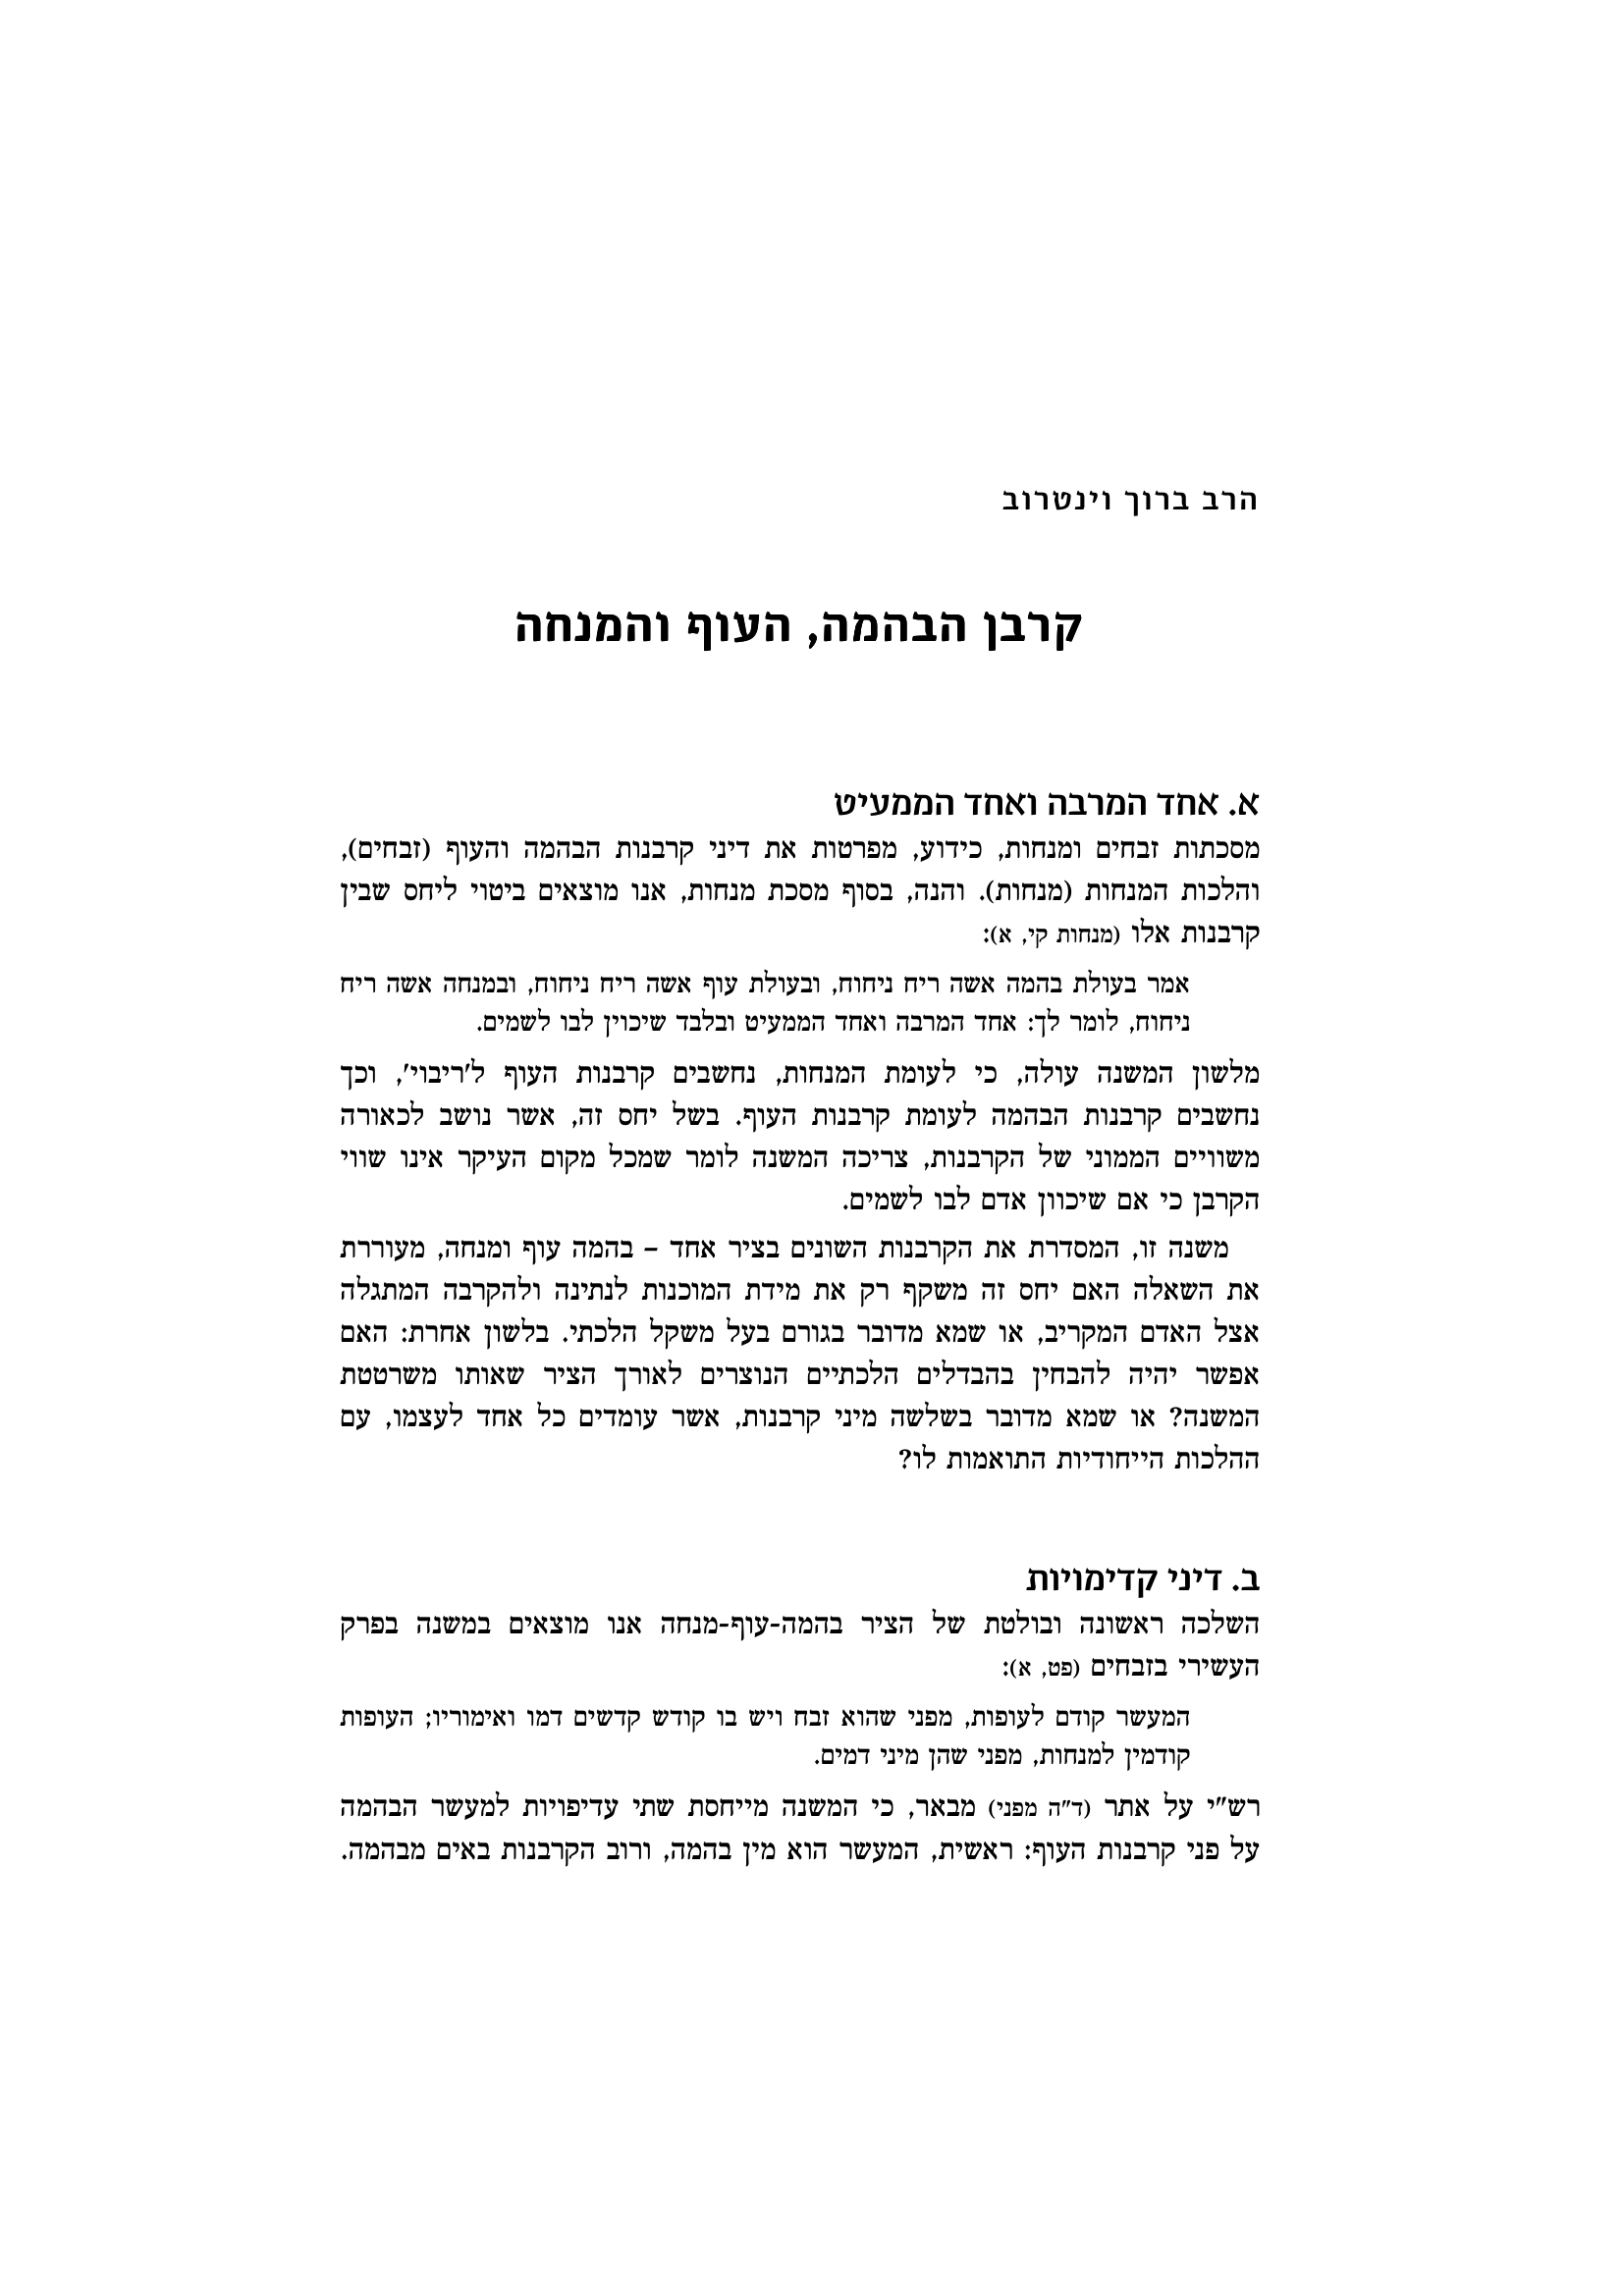 הרב ברוך וינטרוב
קרבן הבהמה, העוף והמנחה
א. אחד המרבה ואחד הממעיט
מסכתות זבחים ומנחות, כידוע, מפרטות את דיני קרבנות הבהמה והעוף (זבחים),
והלכות המנחות (מנחות). והנה, בסוף מסכת מנחות, אנו מוצאים ביטוי ליחס שבין
קרבנות אלו (מנחות קי, א):
אמר בעולת בהמה אשה ריח ניחוח, ובעולת עוף אשה ריח ניחוח, ובמנחה אשה ריח
ניחוח, לומר לך: אחד המרבה ואחד הממעיט ובלבד שיכוין לבו לשמים.
מלשון המשנה עולה, כי לעומת המנחות, נחשבים קרבנות העוף ל'ריבוי', וכך
נחשבים קרבנות הבהמה לעומת קרבנות העוף. בשל יחס זה, אשר נושב לכאורה
משוויים הממוני של הקרבנות, צריכה המשנה לומר שמכל מקום העיקר אינו שווי
הקרבן כי אם שיכוון אדם לבו לשמים.
משנה זו, המסדרת את הקרבנות השונים בציר אחד – בהמה עוף ומנחה, מעוררת
את השאלה האם יחס זה משקף רק את מידת המוכנות לנתינה ולהקרבה המתגלה
אצל האדם המקריב, או שמא מדובר בגורם בעל משקל הלכתי. בלשון אחרת: האם
אפשר יהיה להבחין בהבדלים הלכתיים הנוצרים לאורך הציר שאותו משרטטת
המשנה? או שמא מדובר בשלשה מיני קרבנות, אשר עומדים כל אחד לעצמו, עם
ההלכות הייחודיות התואמות לו?
ב. דיני קדימויות
השלכה ראשונה ובולטת של הציר בהמה-עוף-מנחה אנו מוצאים במשנה בפרק
העשירי בזבחים (פט, א):
המעשר קודם לעופות, מפני שהוא זבח ויש בו קודש קדשים דמו ואימוריו; העופות
קודמין למנחות, מפני שהן מיני דמים.
רש"י על אתר (ד"ה מפני) מבאר, כי המשנה מייחסת שתי עדיפויות למעשר הבהמה
על פני קרבנות העוף: ראשית, המעשר הוא מין בהמה, ורוב הקרבנות באים מבהמה.